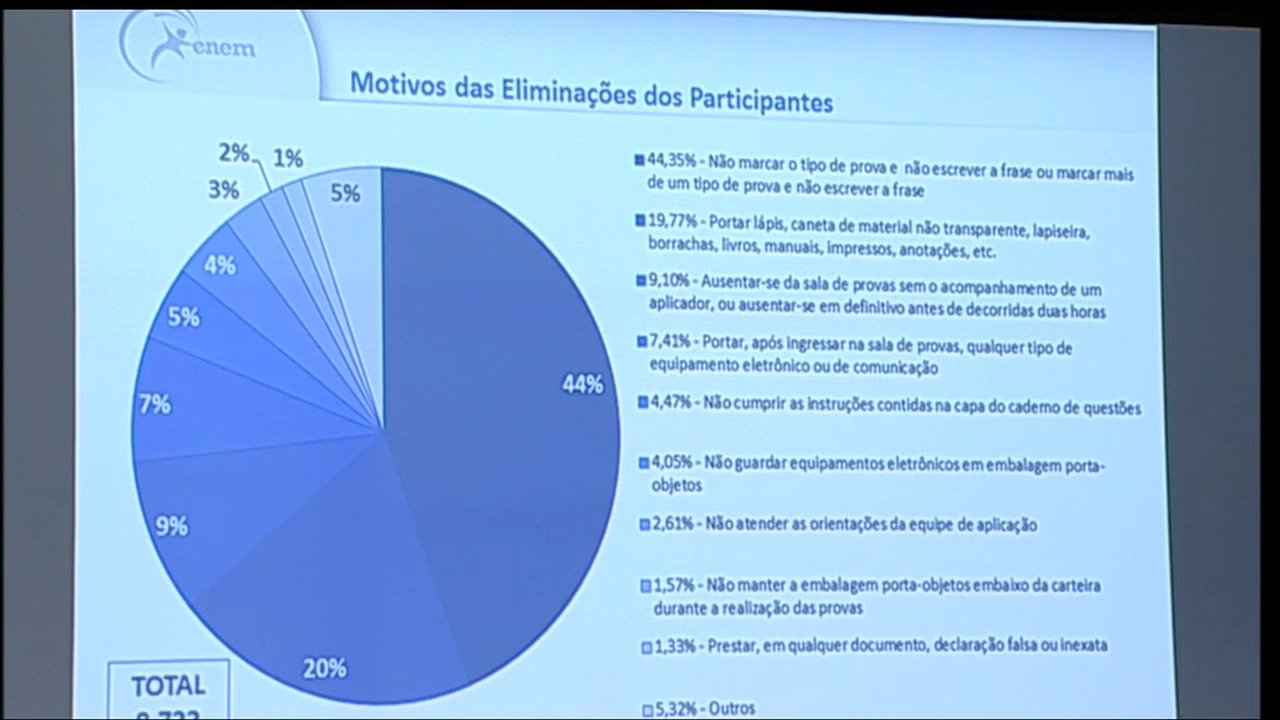 enem
Motivos das Eliminações dos Participantes
2%
1%
3%
5%
4%
5%
7%
9%
20%
44%
44,35% - Não marcar o tipo de prova e não escrever a frase ou marcar mais
de um tipo de prova e não escrever a frase
19,77% - Portar lápis, caneta de material não transparente, lapiseira,
borrachas, livros, manuais, impressos, anotações, etc.
9,10% - Ausentar-se da sala de provas sem o acompanhamento de um
aplicador, ou ausentar-se em definitivo antes de decorridas duas horas
7,41% - Portar, após ingressar na sala de provas, qualquer tipo de
equipamento eletrônico ou de comunicação
4,47% - Não cumprir as instruções contidas na capa do caderno de questões
4,05% - Não guardar equipamentos eletrônicos em embalagem porta-
objetos
2,61% - Não atender as orientações da equipe de aplicação
1,57% - Não manter a embalagem porta-objetos embaixo da carteira
durante a realização das provas
1,33% - Prestar, em qualquer documento, declaração falsa ou inexata
5,32% - Outros
TOTAL